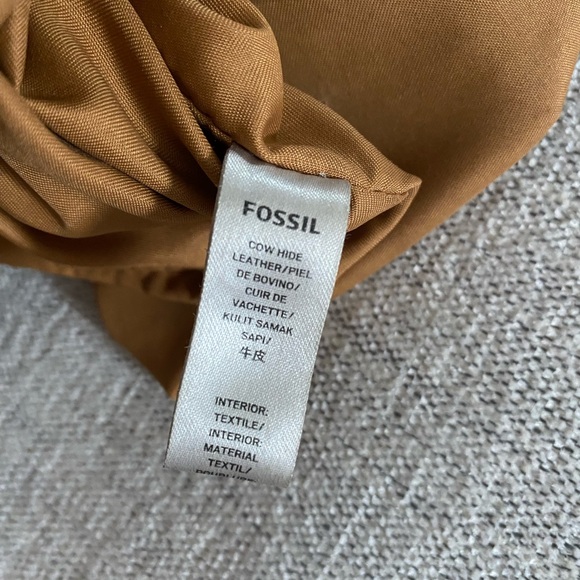 FOSSIL
COW HIDE
LEATHER/PIEL
DE BOVINO/
CUIR DE
VACHETTE/
KULIT SAMAK
SAPI/
牛皮
INTERIOR:
TEXTILE/
INTERIOR:
MATERIAL
TEXTIL/